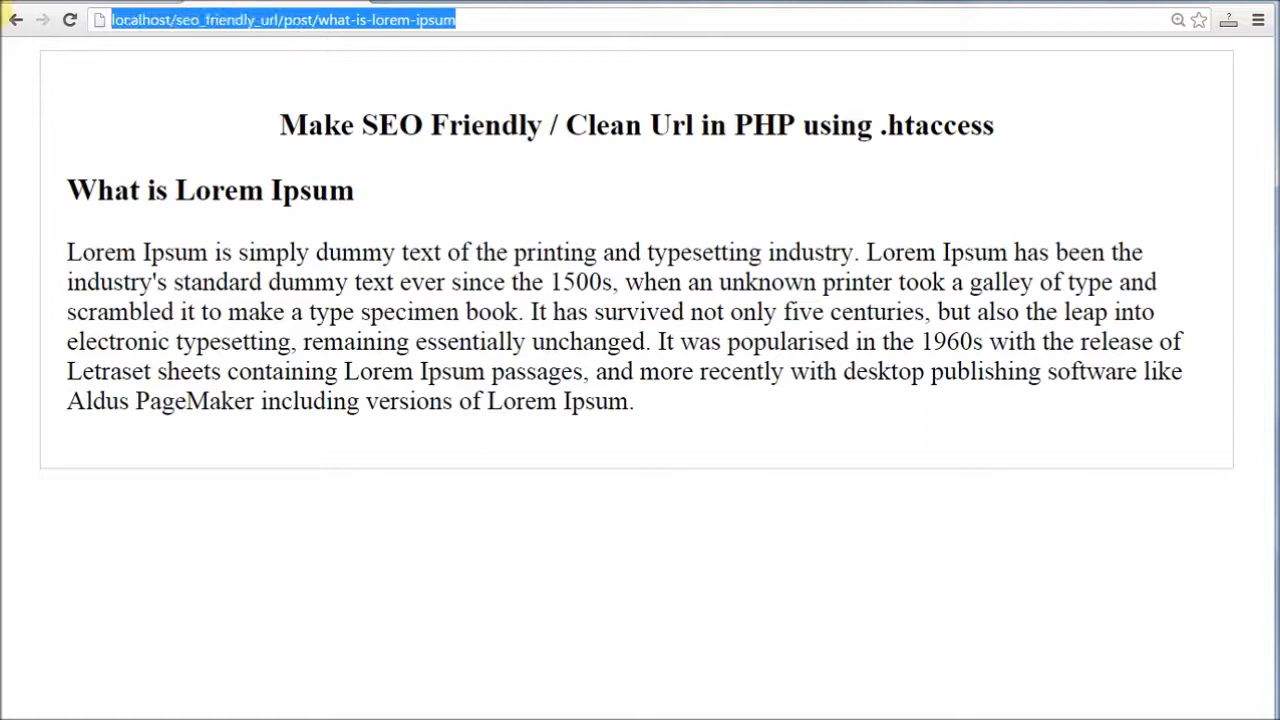 localhost/seo_friendly_url/post/what-is-lorem-ipsum
Make SEO Friendly / Clean Url in PHP using .htaccess
What is Lorem Ipsum
Lorem Ipsum is simply dummy text of the printing and typesetting industry. Lorem Ipsum has been the
industry's standard dummy text ever since the 1500s, when an unknown printer took a galley of type and
scrambled it to make a type specimen book. It has survived not only five centuries, but also the leap into
electronic typesetting, remaining essentially unchanged. It was popularised in the 1960s with the release of
Letraset sheets containing Lorem Ipsum passages, and more recently with desktop publishing software like
Aldus PageMaker including versions of Lorem Ipsum.